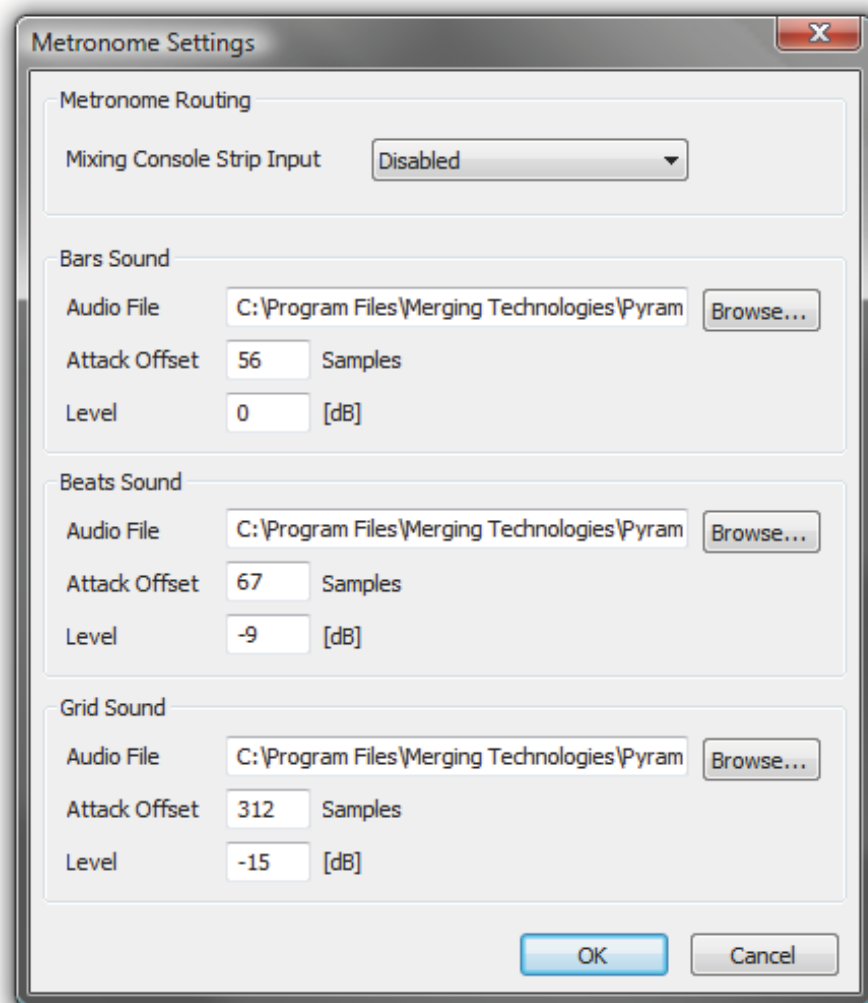 Metronome Settings
Metronome Routing
Mixing Console Strip Input Disabled
Bars Sound
Audio File C:\Program Files\Merging Technologies\Pyram Browse...
Attack Offset 56 Samples
Level 0 [dB]
Beats Sound
Audio File C:\Program Files\Merging Technologies\Pyram Browse...
Attack Offset 67 Samples
Level -9 [dB]
Grid Sound
Audio File C:\Program Files\Merging Technologies\Pyram Browse...
Attack Offset 312 Samples
Level -15 [dB]
OK Cancel